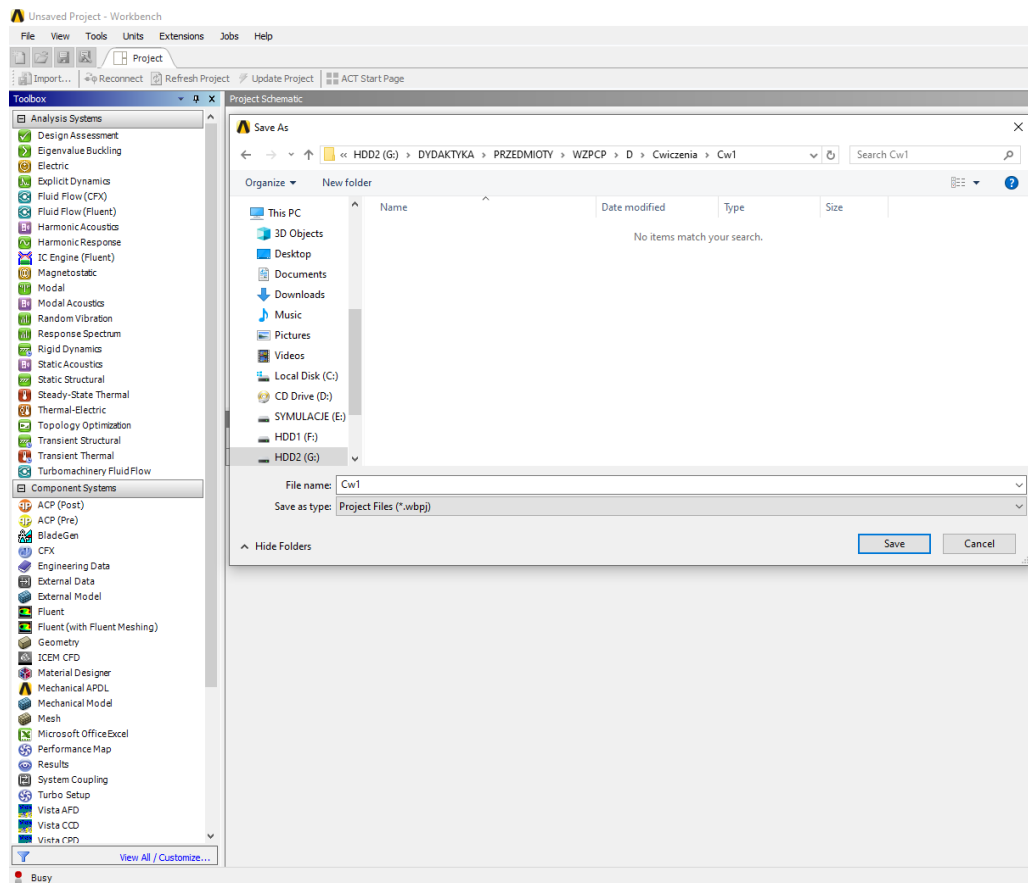 Unsaved Project - Workbench
File View Tools Units Extensions Jobs Help
Project
Import... Reconnect Refresh Project Update Project ACT Start Page
Toolbox
Project Schematic
Analysis Systems
Design Assessment
Eigenvalue Buckling
Electric
Explicit Dynamics
Fluid Flow (CFX)
Fluid Flow (Fluent)
Harmonic Acoustics
Harmonic Response
IC Engine (Fluent)
Magnetostatic
Modal
Modal Acoustics
Random Vibration
Response Spectrum
Rigid Dynamics
Static Acoustics
Static Structural
Steady-State Thermal
Thermal-Electric
Topology Optimization
Transient Structural
Transient Thermal
Turbomachinery Fluid Flow
Component Systems
ACP (Post)
ACP (Pre)
BladeGen
CFX
Engineering Data
External Data
External Model
Fluent
Fluent (with Fluent Meshing)
Geometry
ICEM CFD
Material Designer
Mechanical APDL
Mechanical Model
Mesh
Microsoft Office Excel
Performance Map
Results
System Coupling
Turbo Setup
Vista AFD
Vista CCD
Vista CPD
View All / Customize...
Busy
Save As
« HDD2 (G:) › DYDAKTYKA › PRZEDMIOTY › WZPCP › D › Cwiczenia › Cw1
Search Cw1
Organize New folder
This PC
3D Objects
Desktop
Documents
Downloads
Music
Pictures
Videos
Local Disk (C:)
CD Drive (D:)
SYMULACJE (E:)
HDD1 (F:)
HDD2 (G:)
Name Date modified Type Size
No items match your search.
File name: Cw1
Save as type: Project Files (*.wbpj)
Hide Folders
Save Cancel